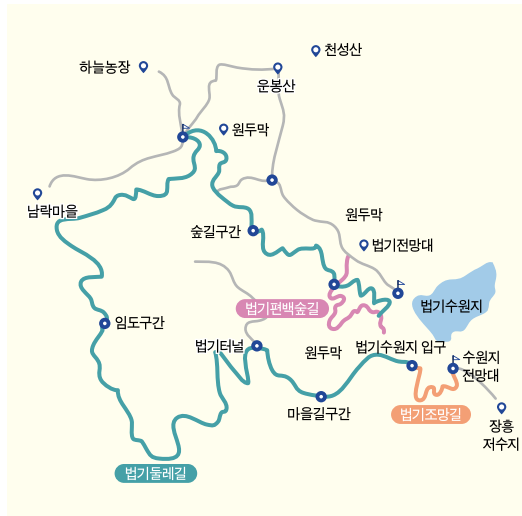 천성산
하늘농장
운봉산
원두막
남락마을
원두막
숲길구간
법기전망대
법기수원지
법기편백숲길
임도구간
법기터널
원두막
법기수원지 입구
수원지
전망대
마을길구간
법기조망길
장흥
저수지
법기둘레길